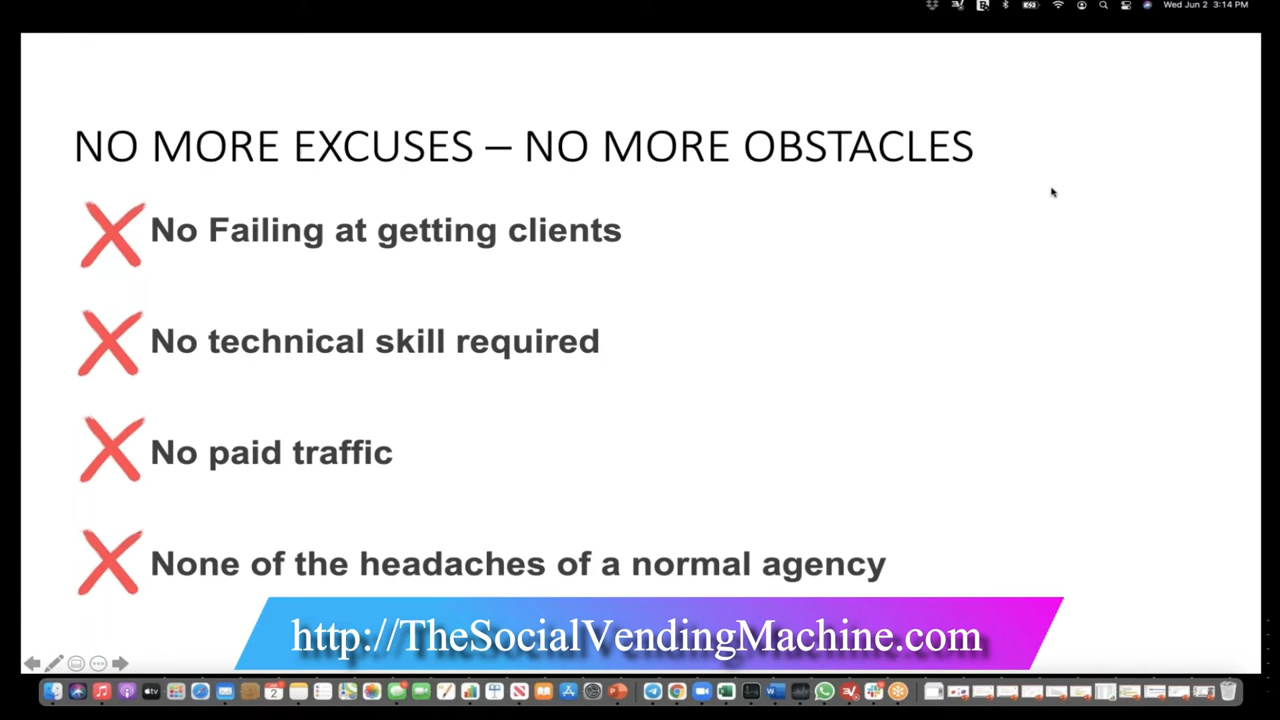 Wed Jun 2 3:14 PM
NO MORE EXCUSES – NO MORE OBSTACLES
No Failing at getting clients
No technical skill required
No paid traffic
None of the headaches of a normal agency
http://TheSocialVendingMachine.com